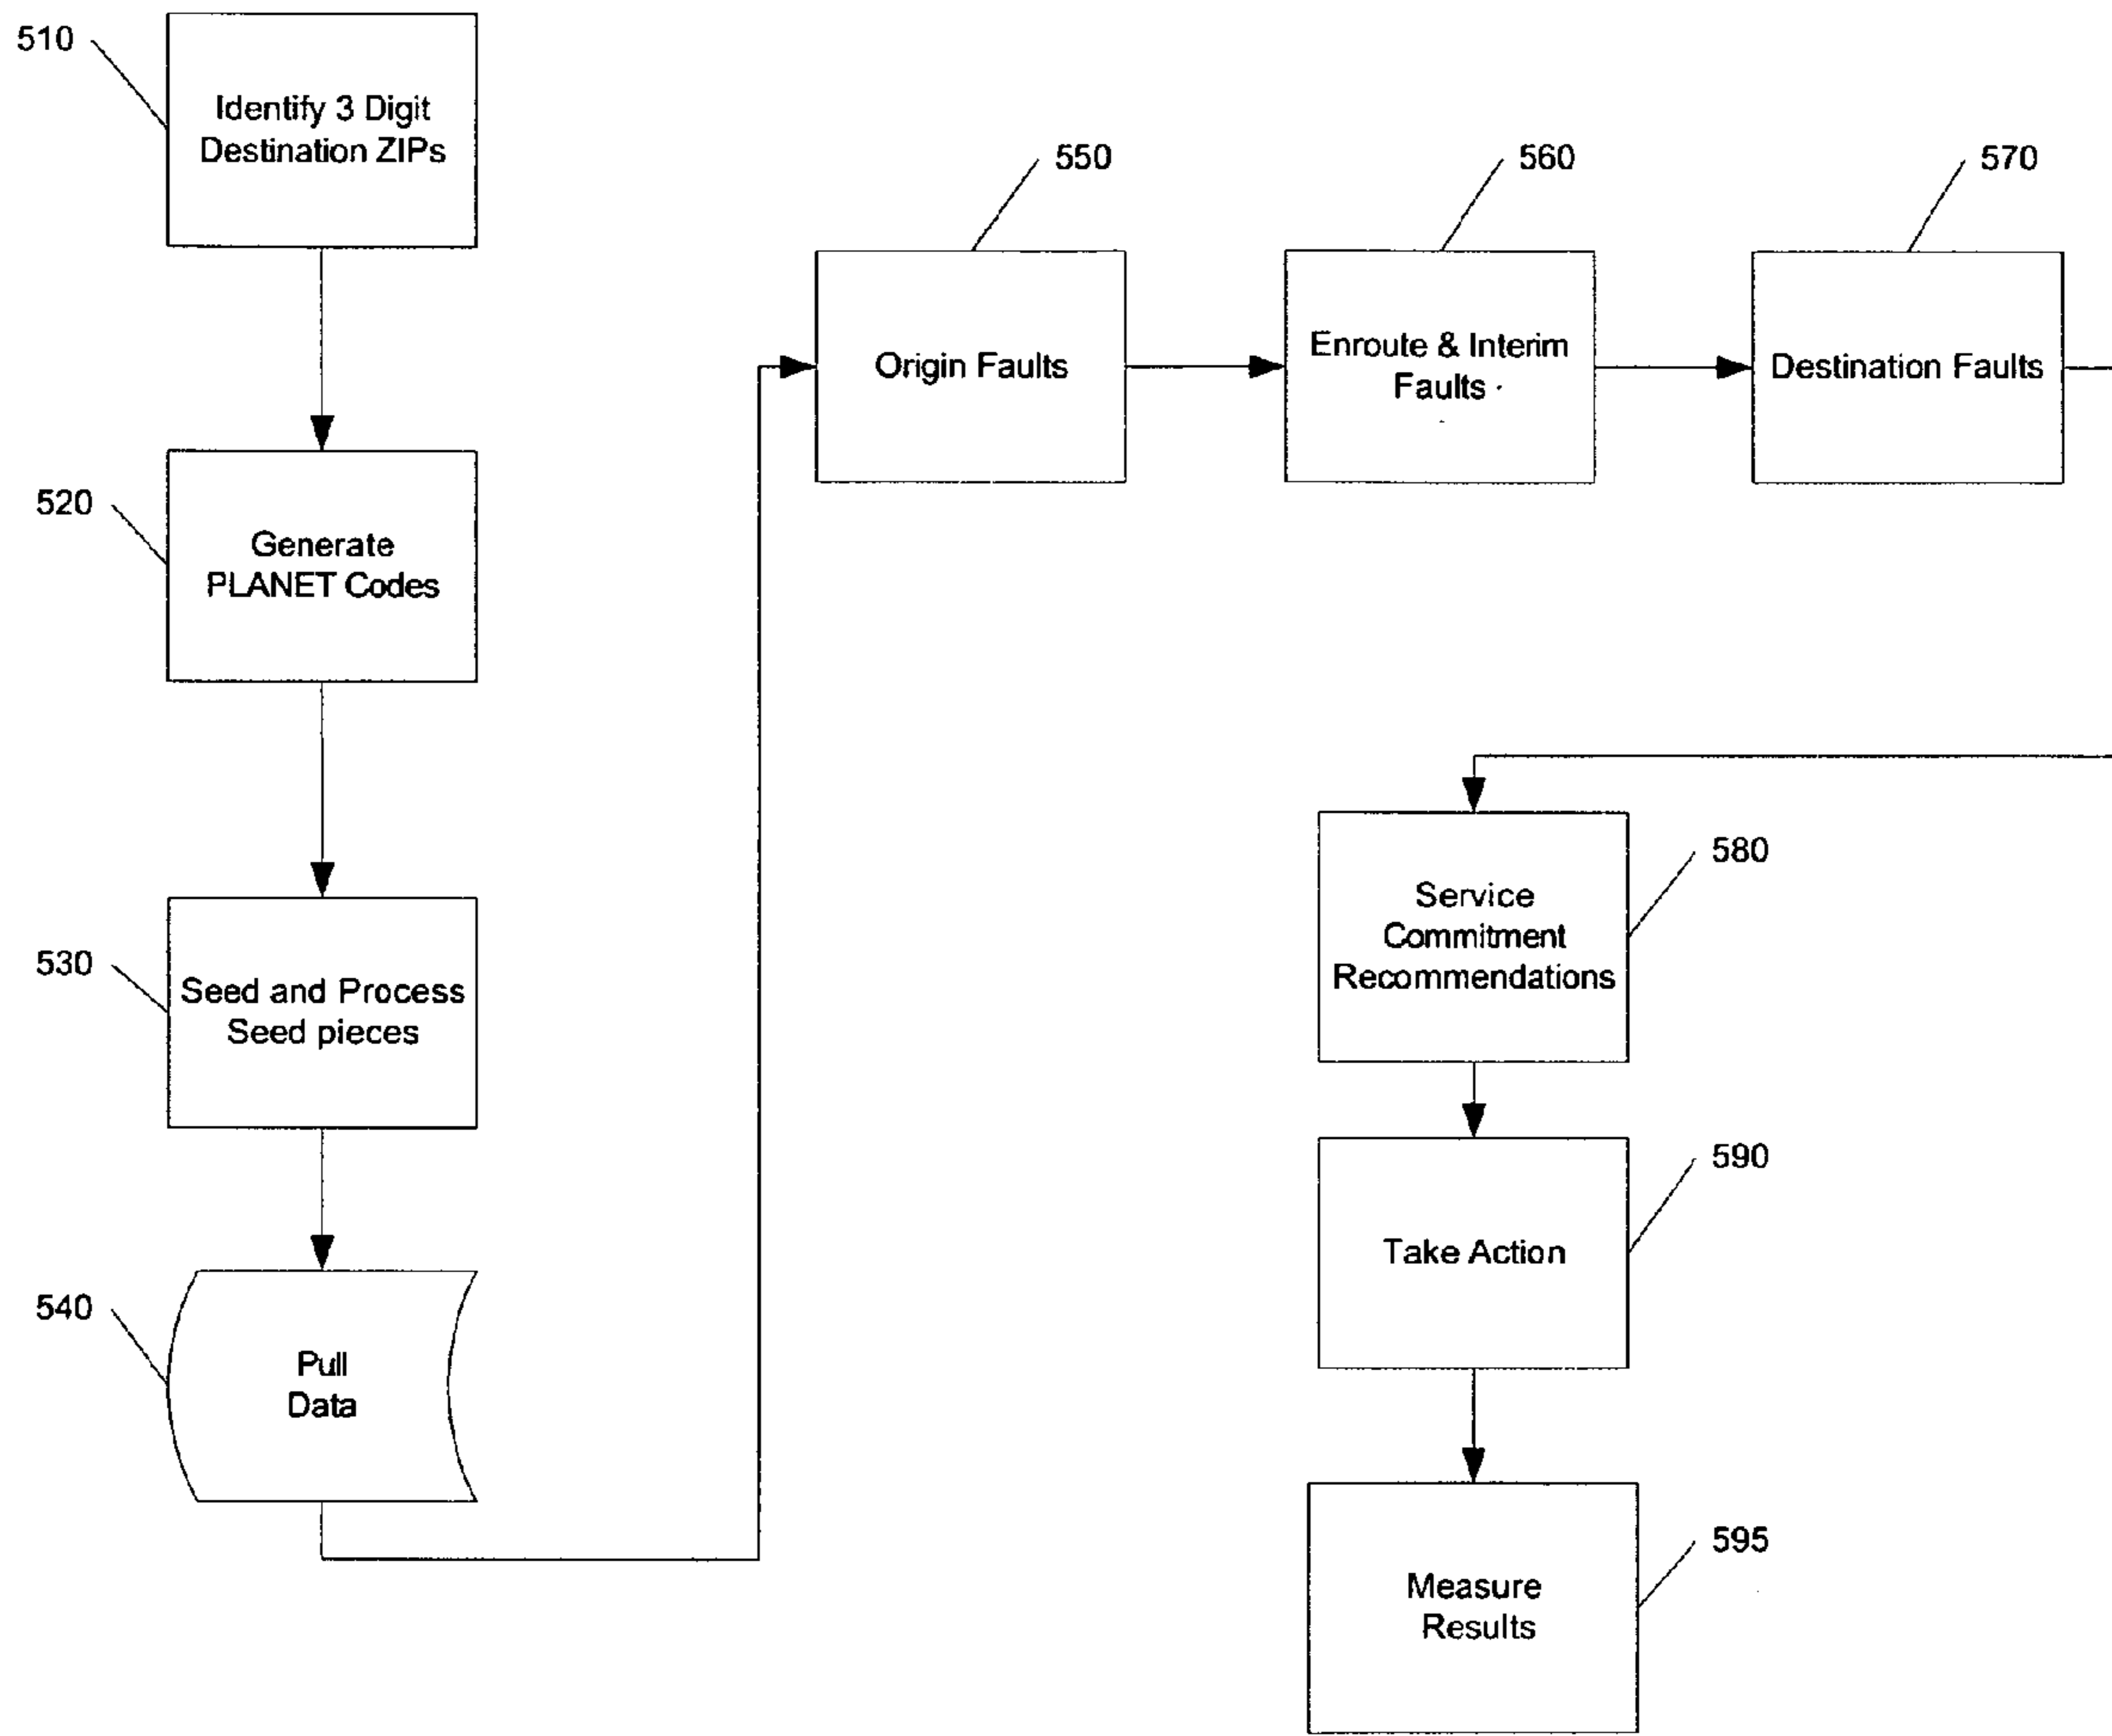 510
Identify 3 Digit
Destination ZIPs
520
Generate
PLANET Codes
530
Seed and Process
Seed pieces
540
Pull
Data
550
Origin Faults
560
Enroute & Interim
Faults
570
Destination Faults
580
Service
Commitment
Recommendations
590
Take Action
595
Measure
Results